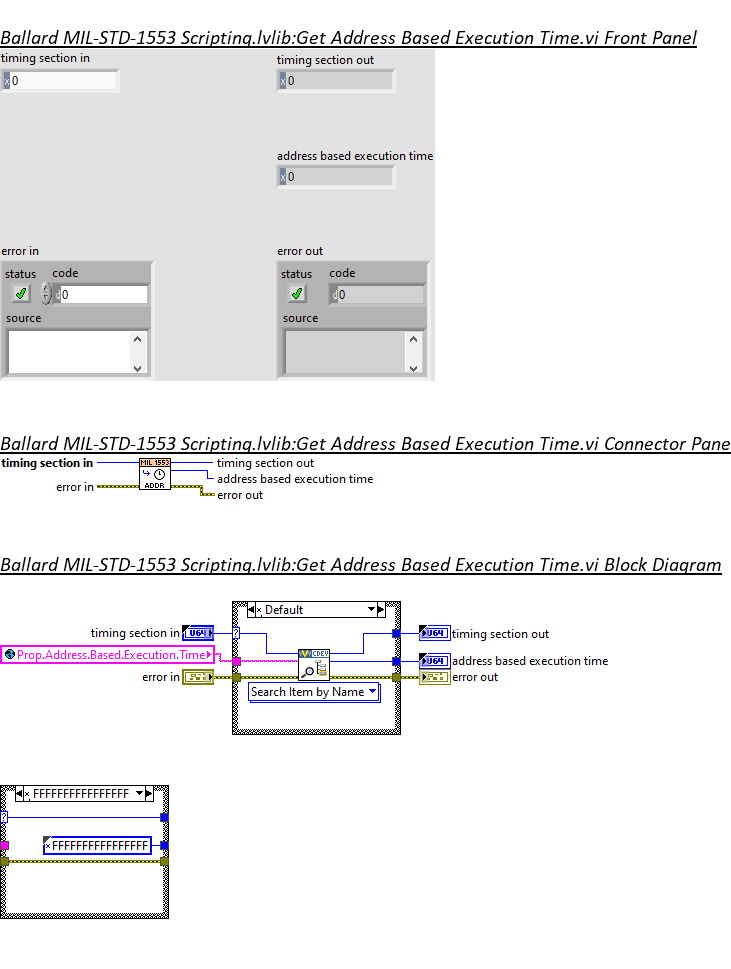 Ballard MIL-STD-1553 Scripting.lvlib:Get Address Based Execution Time.vi Front Panel
timing section in
timing section out
x 0
x 0
address based execution time
x 0
error in
error out
status code
status code
d 0
d 0
source
source
Ballard MIL-STD-1553 Scripting.lvlib:Get Address Based Execution Time.vi Connector Pane
timing section in
MIL 1553
timing section out
address based execution time
error in
ADDR
error out
Ballard MIL-STD-1553 Scripting.lvlib:Get Address Based Execution Time.vi Block Diagram
x Default
timing section in
U64
?
U64
timing section out
Prop.Address.Based.Execution.Time
CDEV
U64
address based execution time
error in
error out
Search Item by Name
x FFFFFFFFFFFFFFFF
?
x FFFFFFFFFFFFFFFF